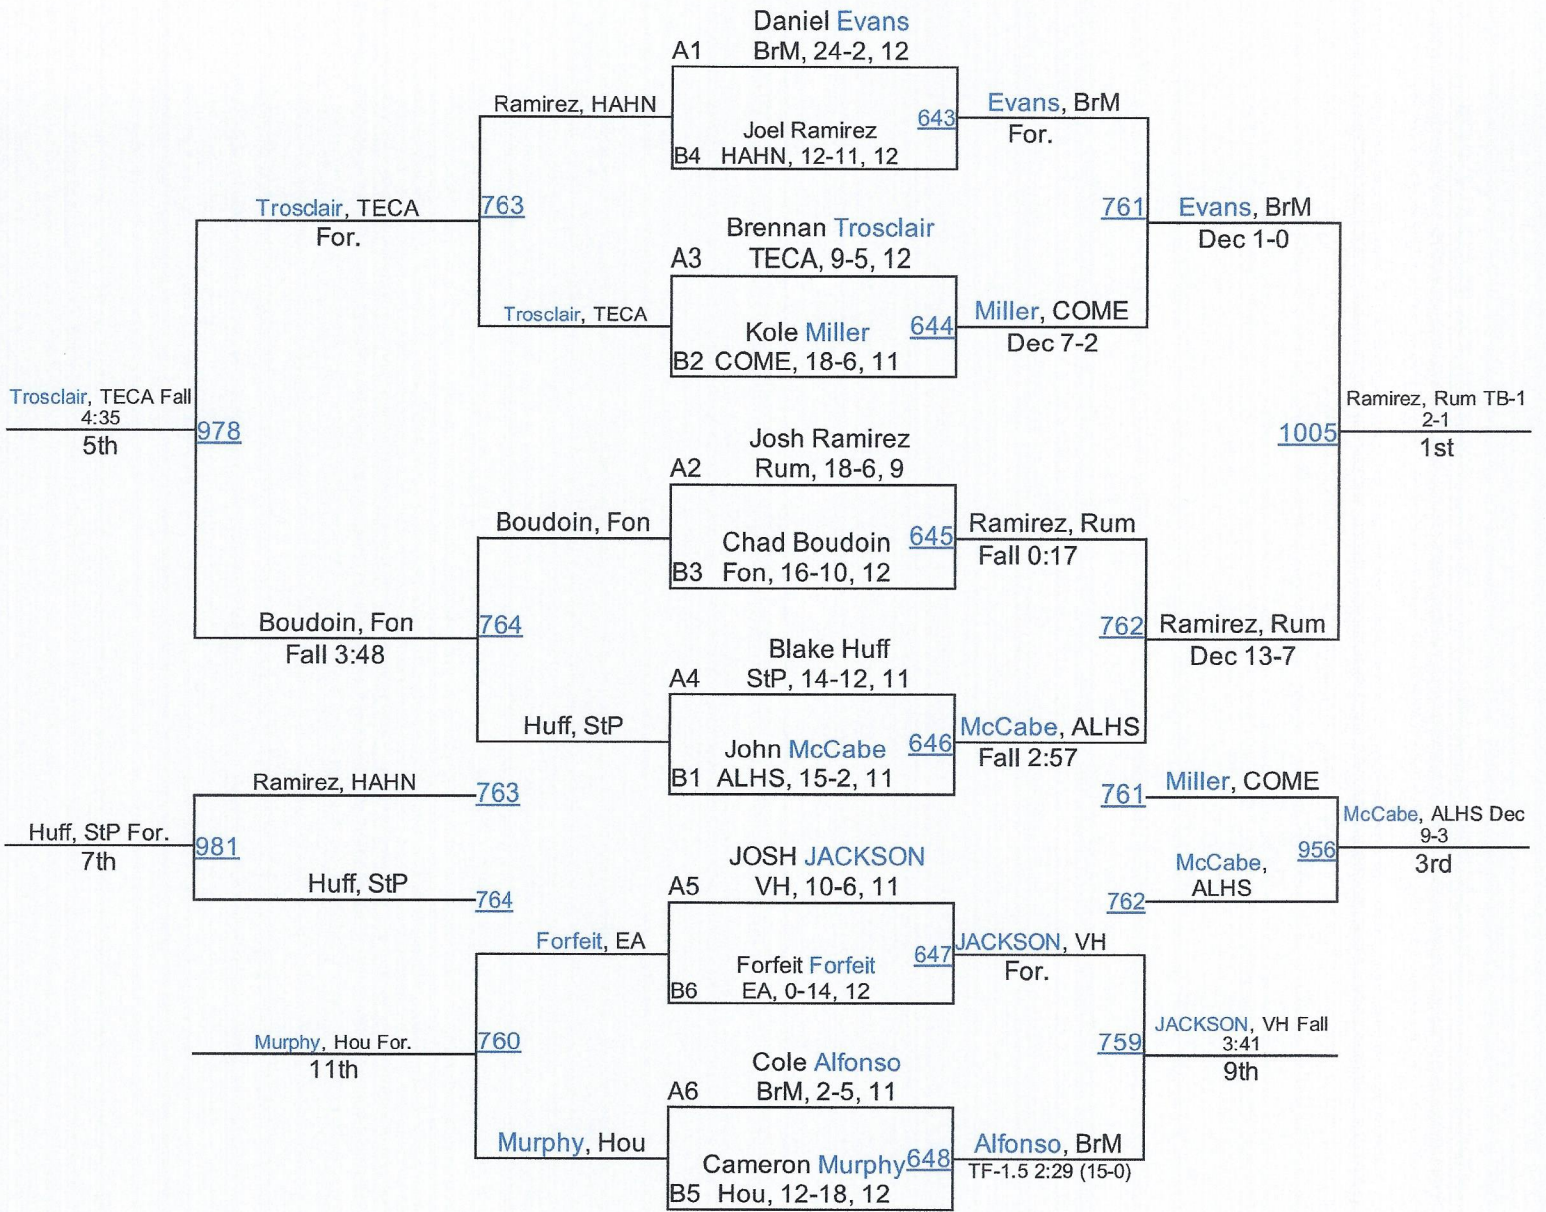 Daniel Evans
A1 BrM, 24-2, 12
Ramirez, HAHN
643
Evans, BrM
For.
Joel Ramirez
B4 HAHN, 12-11, 12
Trosclair, TECA
For.
763
761
Evans, BrM
Dec 1-0
Brennan Trosclair
A3 TECA, 9-5, 12
Trosclair, TECA
Kole Miller
644
B2 COME, 18-6, 11
Miller, COME
Dec 7-2
Trosclair, TECA Fall
4:35
5th
978
Ramirez, Rum TB-1
2-1
1st
1005
Josh Ramirez
A2 Rum, 18-6, 9
Boudoin, Fon
Chad Boudoin
645
B3 Fon, 16-10, 12
Ramirez, Rum
Fall 0:17
Boudoin, Fon
Fall 3:48
764
762
Ramirez, Rum
Dec 13-7
Blake Huff
A4 StP, 14-12, 11
Huff, StP
John McCabe
646
B1 ALHS, 15-2, 11
McCabe, ALHS
Fall 2:57
Ramirez, HAHN
763
761
Miller, COME
Huff, StP For.
7th
981
956
McCabe, ALHS Dec
9-3
3rd
Huff, StP
764
McCabe,
ALHS
762
JOSH JACKSON
A5 VH, 10-6, 11
Forfeit, EA
647
JACKSON, VH
For.
Forfeit Forfeit
B6 EA, 0-14, 12
Murphy, Hou For.
11th
760
759
JACKSON, VH Fall
3:41
9th
Cole Alfonso
A6 BrM, 2-5, 11
Murphy, Hou
Cameron Murphy
648
B5 Hou, 12-18, 12
Alfonso, BrM
TF-1.5 2:29 (15-0)